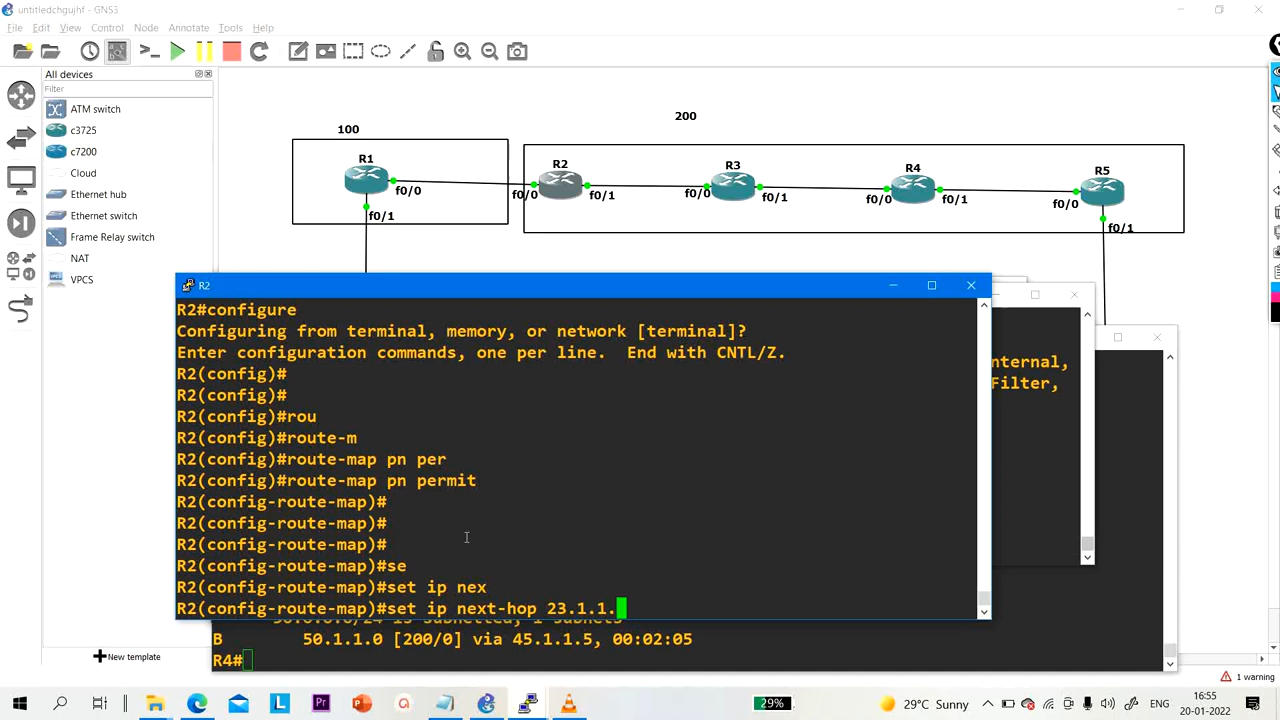 untitledchgujhf - GNS3
File Edit View Control Node Annotate Tools Help
All devices
Filter
ATM switch
c3725
c7200
Cloud
Ethernet hub
Ethernet switch
Frame Relay switch
NAT
VPCS
New template
100
200
R1
R2
R3
R4
R5
f0/0
f0/1
f0/0
f0/1
f0/0
f0/1
f0/0
f0/1
f0/0
f0/1
R2
R2#configure
Configuring from terminal, memory, or network [terminal]?
Enter configuration commands, one per line.  End with CNTL/Z.
R2(config)#
R2(config)#
R2(config)#rou
R2(config)#route-m
R2(config)#route-map pn per
R2(config)#route-map pn permit
R2(config-route-map)#
R2(config-route-map)#
R2(config-route-map)#
R2(config-route-map)#se
R2(config-route-map)#set ip nex
R2(config-route-map)#set ip next-hop 23.1.1.
nternal,
Filter,
B 50.1.1.0 [200/0] via 45.1.1.5, 00:02:05
R4#
1 warning
29%
29°C Sunny
ENG
16:55
20-01-2022